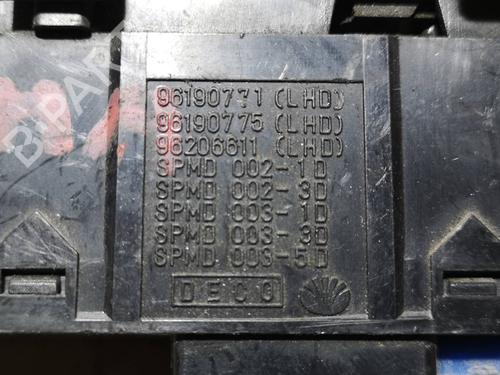 96190771 (LHD)
96190775 (LHD)
96206611 (LHD)
SPMD 002-1D
SPMD 002-3D
SPMD 003-1D
SPMD 003-3D
SPMD 003-5D
DECO
B-PARTS